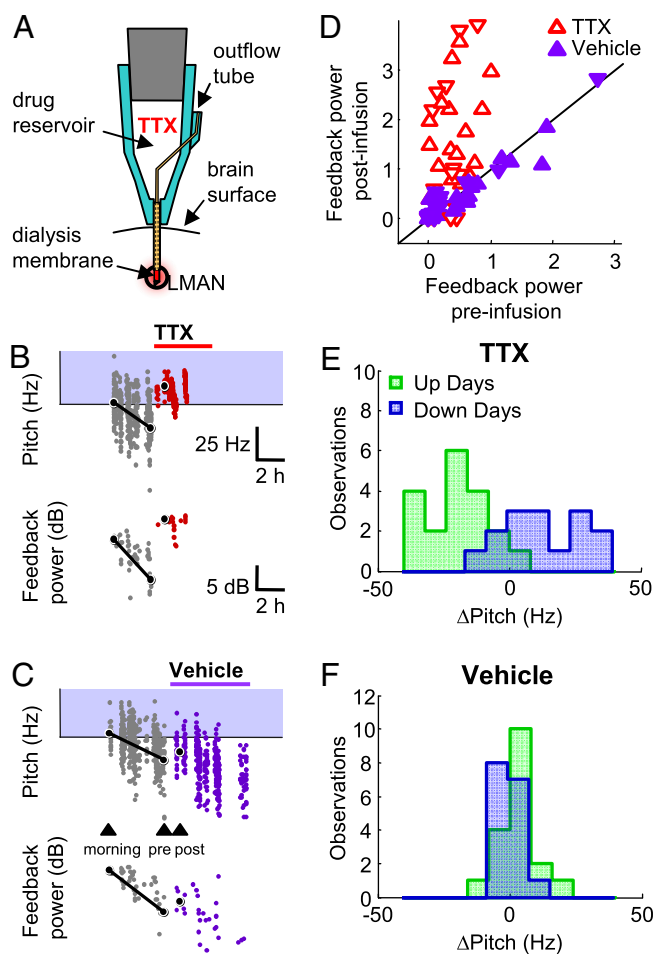 A
outflow
tube
drug
reservoir
TTX
brain
surface
dialysis
membrane
LMAN
D
TTX
Vehicle
Feedback power
post-infusion
3
2
1
0
0
1
2
3
Feedback power
pre-infusion
B
TTX
Pitch (Hz)
25 Hz
2 h
Feedback
power (dB)
5 dB
2 h
E
TTX
Up Days
Down Days
Observations
10
8
6
4
2
0
-50
0
50
ΔPitch (Hz)
C
Vehicle
Pitch (Hz)
morning
pre
post
Feedback
power (dB)
F
Vehicle
Observations
12
10
8
6
4
2
0
-50
0
50
ΔPitch (Hz)